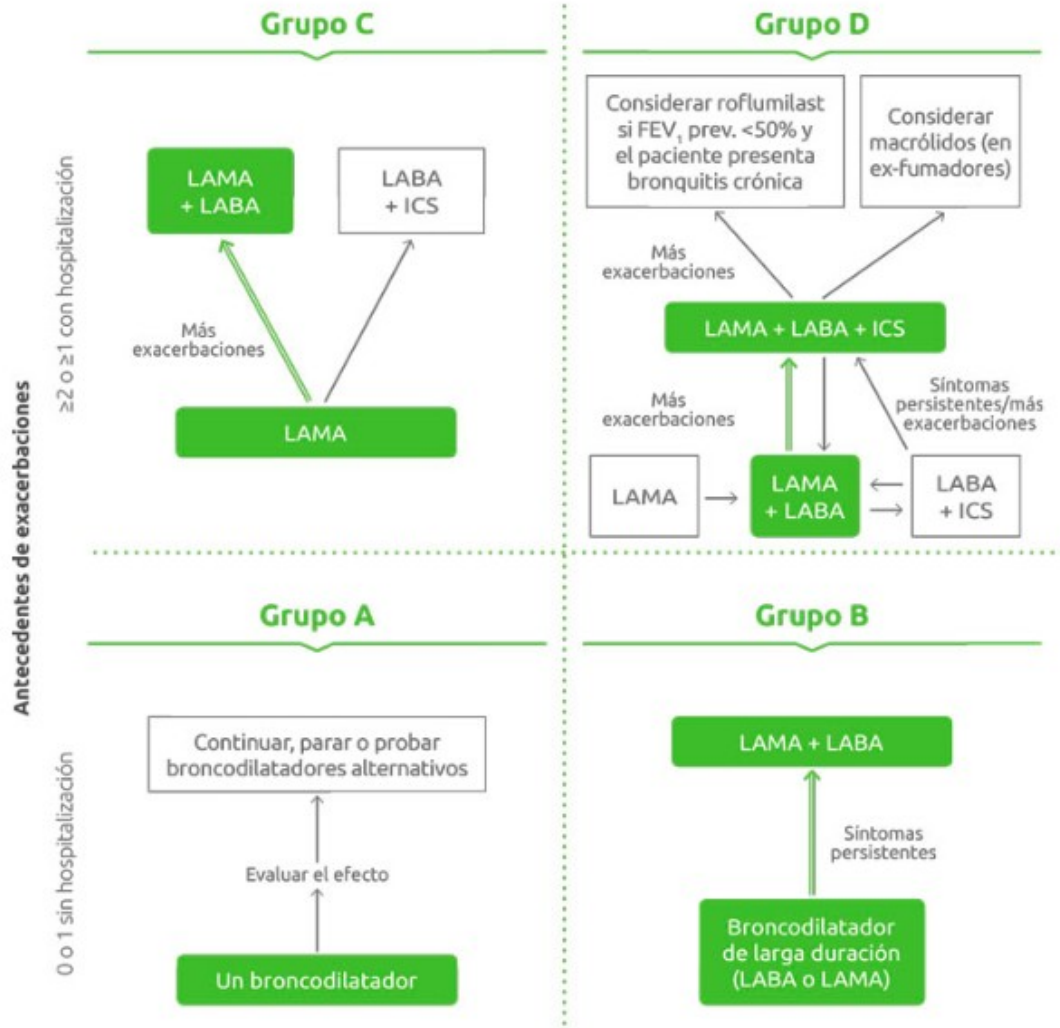 Grupo C
Grupo D
Antecedentes de exacerbaciones
≥2 o ≥1 con hospitalización
LAMA
+ LABA
LABA
+ ICS
Más
exacerbaciones
LAMA
Considerar roflumilast
si FEV₁ prev. <50% y
el paciente presenta
bronquitis crónica
Considerar
macrólidos (en
ex-fumadores)
Más
exacerbaciones
LAMA + LABA + ICS
Más
exacerbaciones
Síntomas
persistentes/más
exacerbaciones
LAMA
LAMA
+ LABA
LABA
+ ICS
Grupo A
Grupo B
0 o 1 sin hospitalización
Continuar, parar o probar
broncodilatadores alternativos
Evaluar el efecto
Un broncodilatador
LAMA + LABA
Síntomas
persistentes
Broncodilatador
de larga duración
(LABA o LAMA)